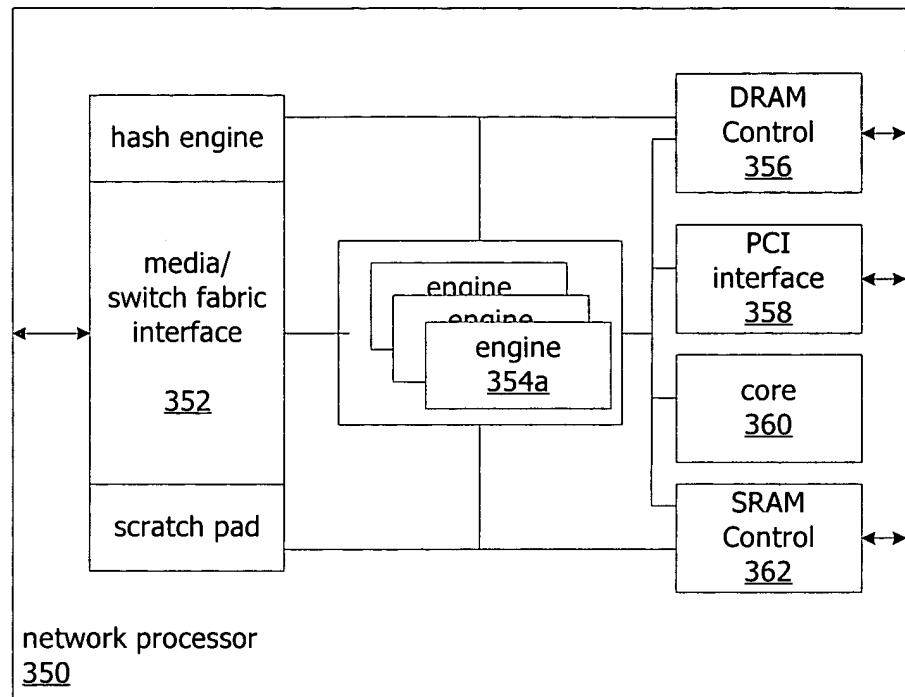 hash engine
media/
switch fabric
interface
352
scratch pad
engine
engine
engine
354a
DRAM
Control
356
PCI
interface
358
core
360
SRAM
Control
362
network processor
350